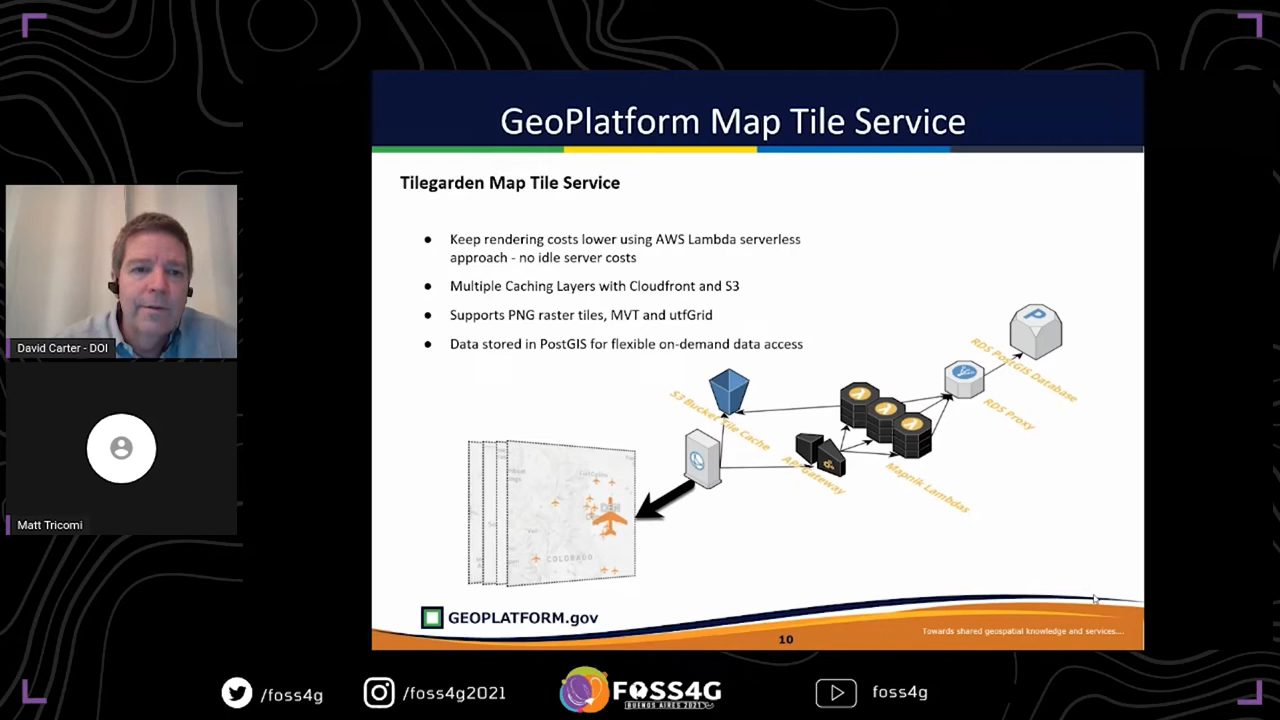 GeoPlatform Map Tile Service
Tilegarden Map Tile Service
● Keep rendering costs lower using AWS Lambda serverless
approach - no idle server costs
● Multiple Caching Layers with Cloudfront and S3
● Supports PNG raster tiles, MVT and utfGrid
● Data stored in PostGIS for flexible on-demand data access
P
RDS PostGIS Database
RDS Proxy
S3 Bucket Tile Cache
API Gateway
Mapnik Lambdas
DEN
COLORADO
GEOPLATFORM.gov
10
Towards shared geospatial knowledge and services....
David Carter - DOI
Matt Tricomi
/foss4g
/foss4g2021
FOSS4G
BUENOS AIRES 2021
foss4g